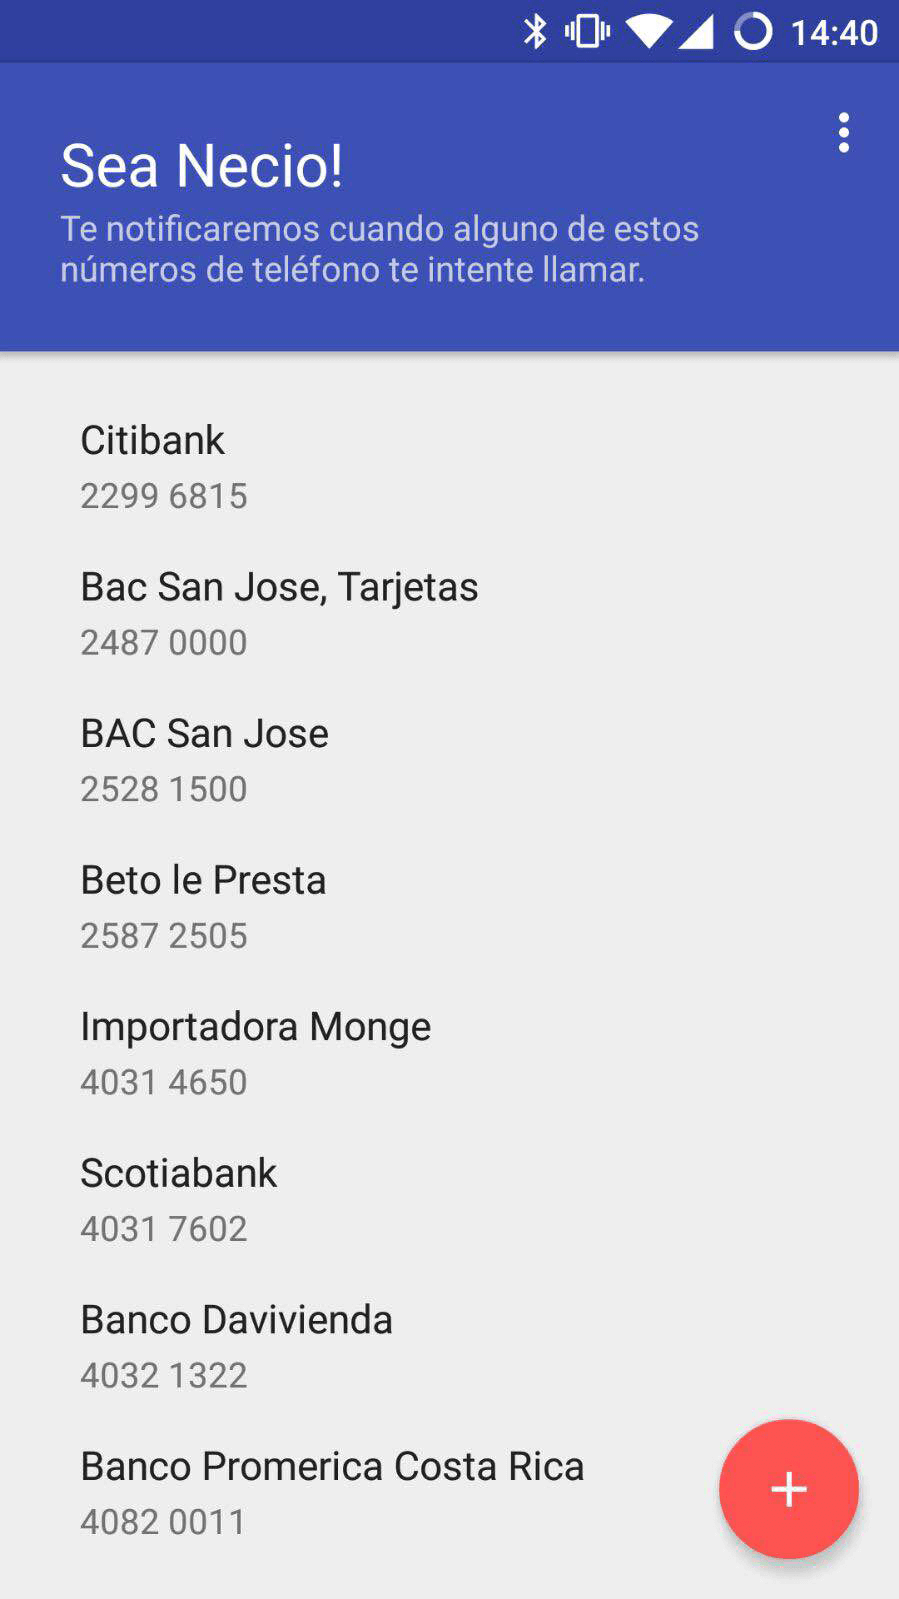 14:40
Sea Necio!
Te notificaremos cuando alguno de estos
números de teléfono te intente llamar.
Citibank
2299 6815
Bac San Jose, Tarjetas
2487 0000
BAC San Jose
2528 1500
Beto le Presta
2587 2505
Importadora Monge
4031 4650
Scotiabank
4031 7602
Banco Davivienda
4032 1322
Banco Promerica Costa Rica
4082 0011